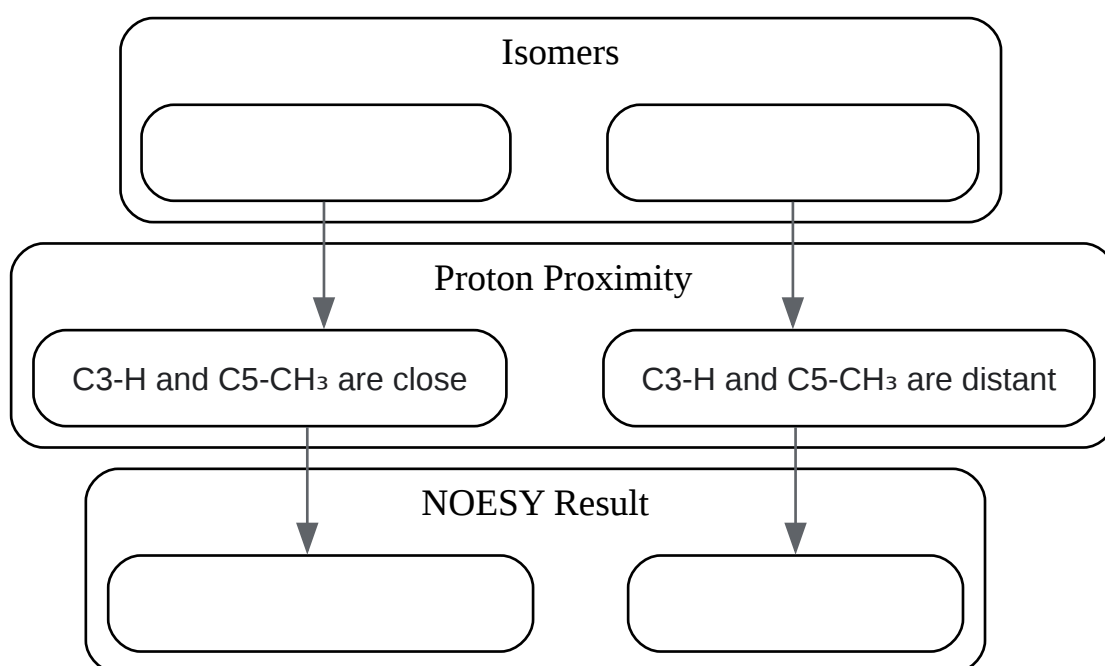 Isomers
Proton Proximity
C3-H and C5-CH₃ are close
C3-H and C5-CH₃ are distant
NOESY Result